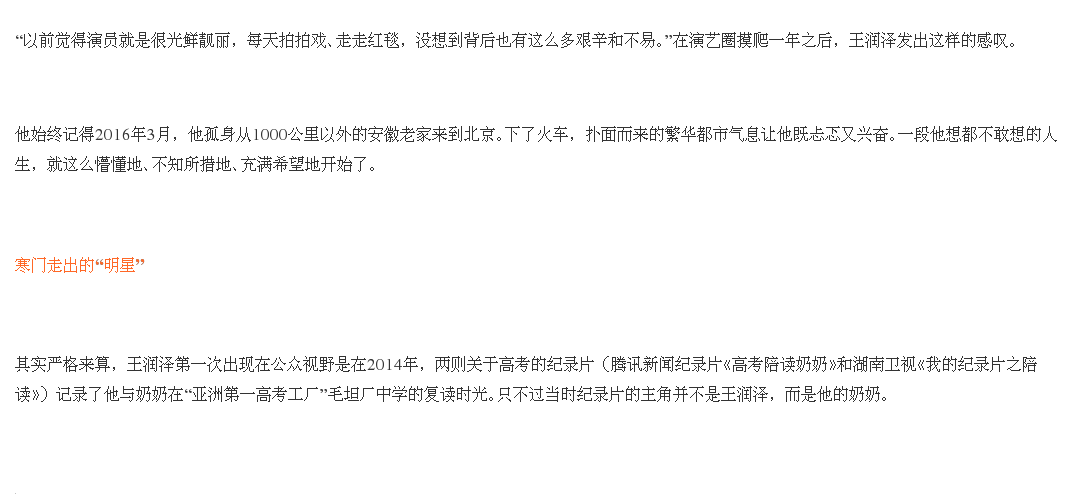 “以前觉得演员就是很光鲜靓丽，每天拍拍戏、走走红毯，没想到背后也有这么多艰辛和不易。”在演艺圈摸爬一年之后，王润泽发出这样的感叹。
他始终记得2016年3月，他孤身从1000公里以外的安徽老家来到北京。下了火车，扑面而来的繁华都市气息让他既忐忑又兴奋。一段他想都不敢想的人
生，就这么懵懂地、不知所措地、充满希望地开始了。
寒门走出的“明星”
其实严格来算，王润泽第一次出现在公众视野是在2014年，两则关于高考的纪录片（腾讯新闻纪录片《高考陪读奶奶》和湖南卫视《我的纪录片之陪
读》）记录了他与奶奶在“亚洲第一高考工厂”毛坦厂中学的复读时光。只不过当时纪录片的主角并不是王润泽，而是他的奶奶。